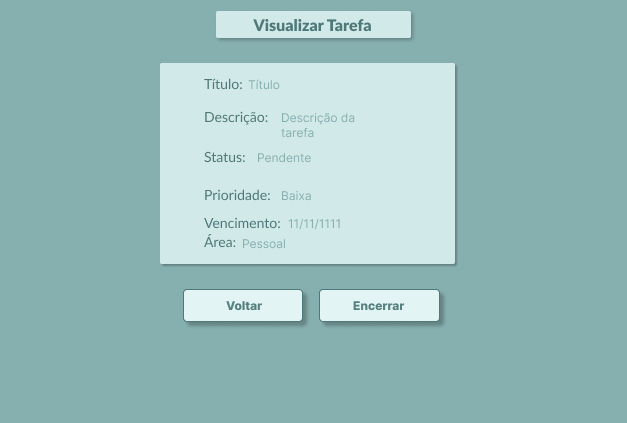 Visualizar Tarefa
Título: Título
Descrição: Descrição da
tarefa
Status: Pendente
Prioridade: Baixa
Vencimento: 11/11/1111
Área: Pessoal
Voltar Encerrar